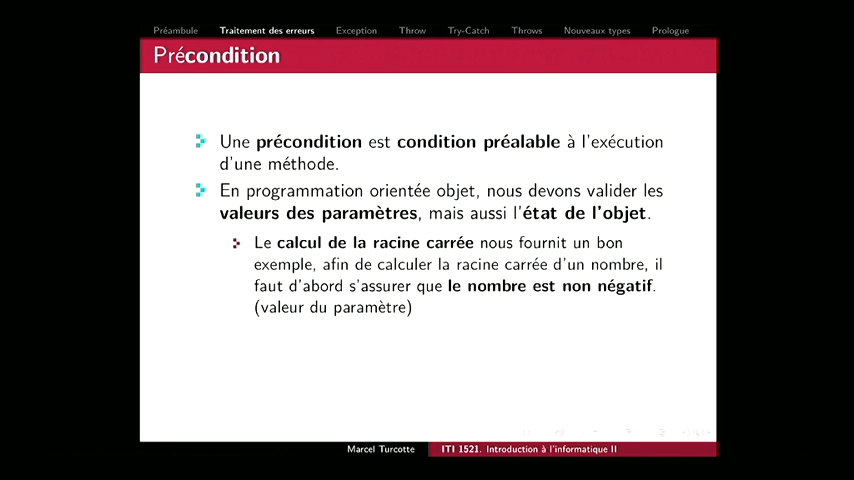 Préambule Traitement des erreurs Exception Throw Try-Catch Throws Nouveaux types Prologue
Précondition
Une précondition est condition préalable à l'exécution
d'une méthode.
En programmation orientée objet, nous devons valider les
valeurs des paramètres, mais aussi l'état de l'objet.
Le calcul de la racine carrée nous fournit un bon
exemple, afin de calculer la racine carrée d'un nombre, il
faut d'abord s'assurer que le nombre est non négatif.
(valeur du paramètre)
Marcel Turcotte ITI 1521. Introduction à l'informatique II